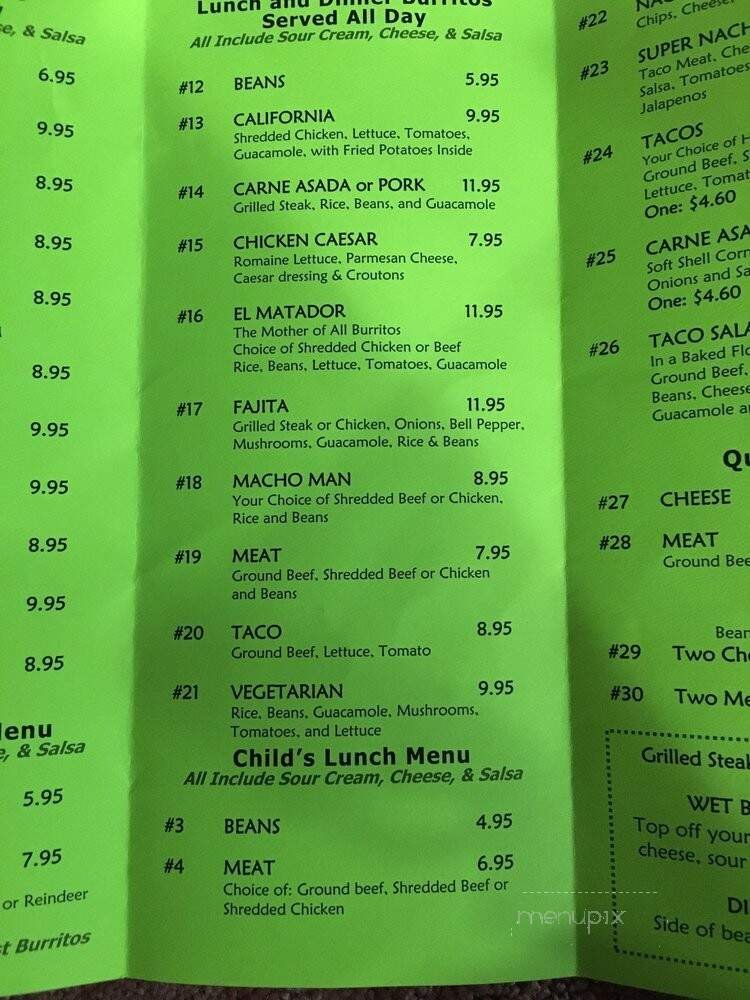 e, & Salsa
6.95
9.95
8.95
8.95
8.95
8.95
9.95
9.95
8.95
9.95
8.95
& Salsa
5.95
7.95
or Reindeer
Burritos
Lunch and Dinner Burritos
Served All Day
All Include Sour Cream, Cheese, & Salsa
#12 BEANS 5.95
#13 CALIFORNIA 9.95
Shredded Chicken, Lettuce, Tomatoes,
Guacamole, with Fried Potatoes Inside
#14 CARNE ASADA or PORK 11.95
Grilled Steak, Rice, Beans, and Guacamole
#15 CHICKEN CAESAR 7.95
Romaine Lettuce, Parmesan Cheese,
Caesar dressing & Croutons
#16 EL MATADOR 11.95
The Mother of All Burritos
Choice of Shredded Chicken or Beef
Rice, Beans, Lettuce, Tomatoes, Guacamole
#17 FAJITA 11.95
Grilled Steak or Chicken, Onions, Bell Pepper,
Mushrooms, Guacamole, Rice & Beans
#18 MACHO MAN 8.95
Your Choice of Shredded Beef or Chicken,
Rice and Beans
#19 MEAT 7.95
Ground Beef, Shredded Beef or Chicken
and Beans
#20 TACO 8.95
Ground Beef, Lettuce, Tomato
#21 VEGETARIAN 9.95
Rice, Beans, Guacamole, Mushrooms,
Tomatoes, and Lettuce
Child's Lunch Menu
All Include Sour Cream, Cheese, & Salsa
#3 BEANS 4.95
#4 MEAT 6.95
Choice of: Ground beef, Shredded Beef or
Shredded Chicken
#22
Chips, Cheese
#23 SUPER NACH
Taco Meat, Che
Salsa, Tomatoes
Jalapenos
#24 TACOS
Your Choice of H
Ground Beef, S
Lettuce, Tomat
One: $4.60
#25 CARNE ASA
Soft Shell Corn
Onions and Sa
One: $4.60
#26 TACO SALA
In a Baked Flo
Ground Beef,
Beans, Cheese
Guacamole a
Qu
#27 CHEESE
#28 MEAT
Ground Bee
Bean
#29 Two Che
#30 Two Me
Grilled Steak
WET B
Top off your
cheese, sour
DI
Side of bea
menupix